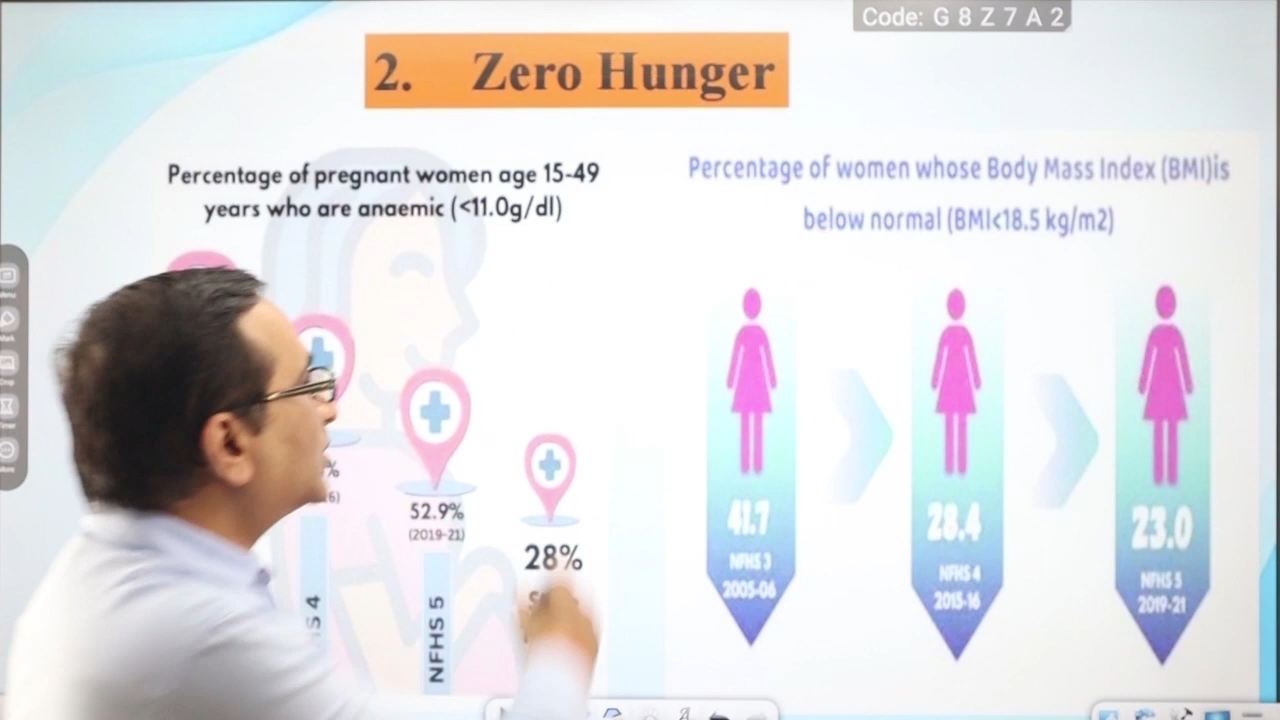 Code: G 8 Z 7 A 2
2. Zero Hunger
Percentage of pregnant women age 15-49
years who are anaemic (<11.0g/dl)
Percentage of women whose Body Mass Index (BMI)is
below normal (BMI<18.5 kg/m2)
%
6)
52.9%
(2019-21)
28%
S 4
NFHS 5
41.7
NFHS 3
2005-06
28.4
NFHS 4
2015-16
23.0
NFHS 5
2019-21